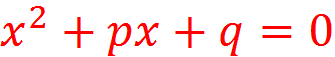 x² + px + q = 0